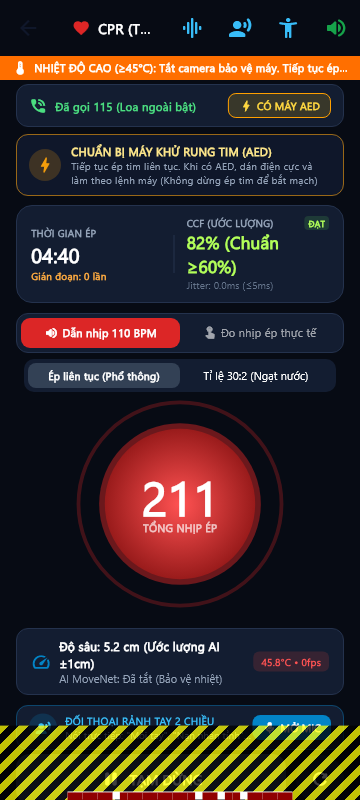 CPR (T...
NHIỆT ĐỘ CAO (≥45°C): Tắt camera bảo vệ máy. Tiếp tục ép...
Đã gọi 115 (Loa ngoài bật)
CÓ MÁY AED
CHUẨN BỊ MÁY KHỬ RUNG TIM (AED)
Tiếp tục ép tim liên tục. Khi có AED, dán điện cực và
làm theo lệnh máy (Không dừng ép tim để bắt mạch)
THỜI GIAN ÉP
04:40
Gián đoạn: 0 lần
CCF (ƯỚC LƯỢNG)
ĐẠT
82% (Chuẩn
≥60%)
Jitter: 0.0ms (≤5ms)
Dẫn nhịp 110 BPM
Đo nhịp ép thực tế
Ép liên tục (Phổ thông)
Tỉ lệ 30:2 (Ngạt nước)
211
TỔNG NHỊP ÉP
Độ sâu: 5.2 cm (Ước lượng AI
±1cm)
AI MoveNet: Đã tắt (Bảo vệ nhiệt)
45.8°C • 0fps
ĐỐI THOẠI RẢNH TAY 2 CHIỀU
TẠM DỪNG